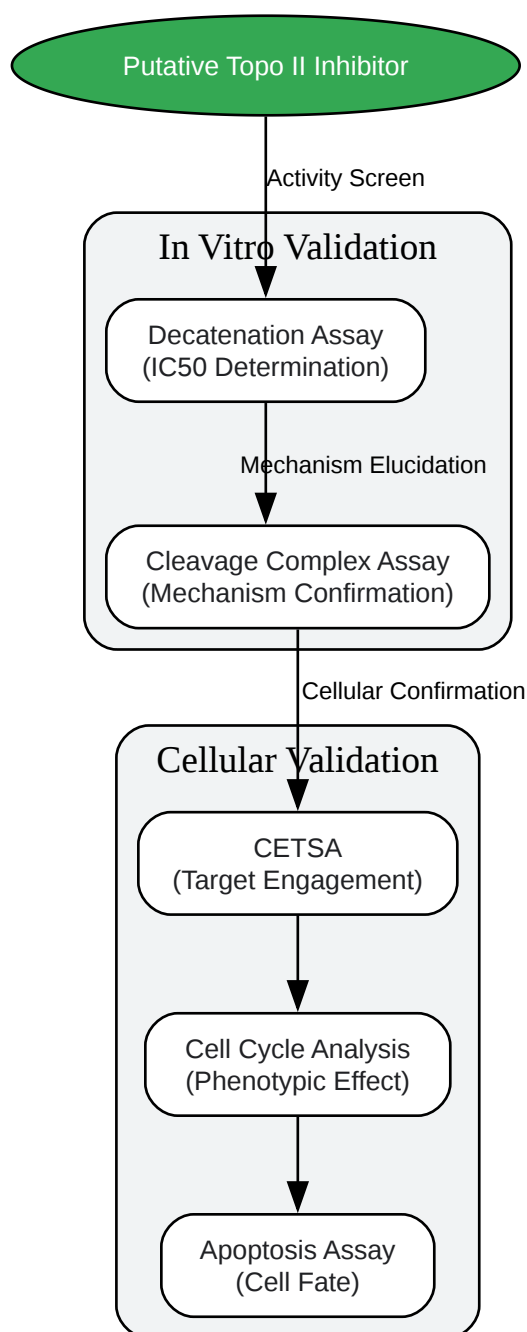 Putative Topo II Inhibitor
Activity Screen
In Vitro Validation
Decatenation Assay
(IC50 Determination)
Mechanism Elucidation
Cleavage Complex Assay
(Mechanism Confirmation)
Cellular Confirmation
Cellular Validation
CETSA
(Target Engagement)
Cell Cycle Analysis
(Phenotypic Effect)
Apoptosis Assay
(Cell Fate)